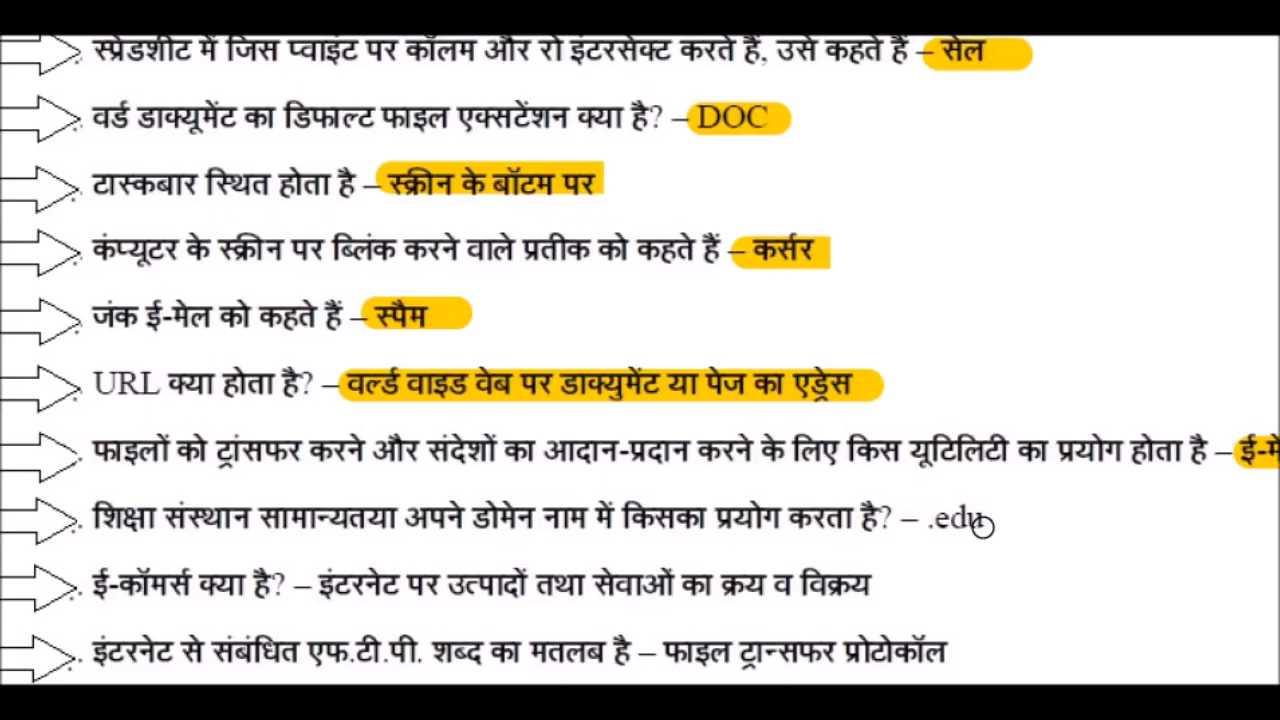 स्प्रेडशीट में जिस प्वाइंट पर कॉलम और रो इंटरसेक्ट करते हैं, उसे कहते हैं – सेल
वर्ड डाक्यूमेंट का डिफाल्ट फाइल एक्सटेंशन क्या है? – DOC
टास्कबार स्थित होता है – स्क्रीन के बॉटम पर
कंप्यूटर के स्क्रीन पर ब्लिंक करने वाले प्रतीक को कहते हैं – कर्सर
जंक ई-मेल को कहते हैं – स्पैम
URL क्या होता है? – वर्ल्ड वाइड वेब पर डाक्युमेंट या पेज का एड्रेस
फाइलों को ट्रांसफर करने और संदेशों का आदान-प्रदान करने के लिए किस यूटिलिटी का प्रयोग होता है –
शिक्षा संस्थान सामान्यतया अपने डोमेन नाम में किसका प्रयोग करता है? – .edu
ई-कॉमर्स क्या है? – इंटरनेट पर उत्पादों तथा सेवाओं का क्रय व विक्रय
इंटरनेट से संबंधित एफ.टी.पी. शब्द का मतलब है – फाइल ट्रान्सफर प्रोटोकॉल